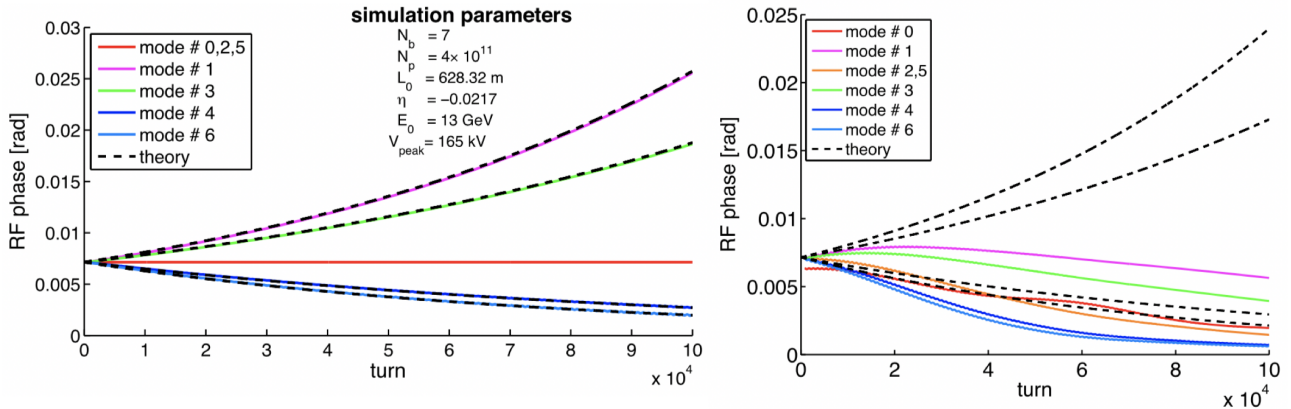 simulation parameters
N_b = 7
N_p = 4× 10^11
L_0 = 628.32 m
η = −0.0217
E_0 = 13 GeV
V_peak = 165 kV
0.03
0.025
0.02
0.015
0.01
0.005
0
RF phase [rad]
mode # 0,2,5
mode # 1
mode # 3
mode # 4
mode # 6
theory
0 1 2 3 4 5 6 7 8 9 10
turn
x 10^4
0.025
0.02
0.015
0.01
0.005
0
RF phase [rad]
mode # 0
mode # 1
mode # 2,5
mode # 3
mode # 4
mode # 6
theory
0 2 4 6 8 10
turn
x 10^4